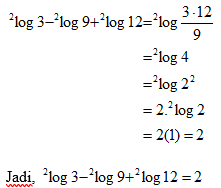 ²log 3−²log 9+²log 12=²log (3·12)/9
=²log 4
=²log 2²
= 2.²log 2
= 2(1) = 2
Jadi, ²log 3−²log 9+²log 12 = 2